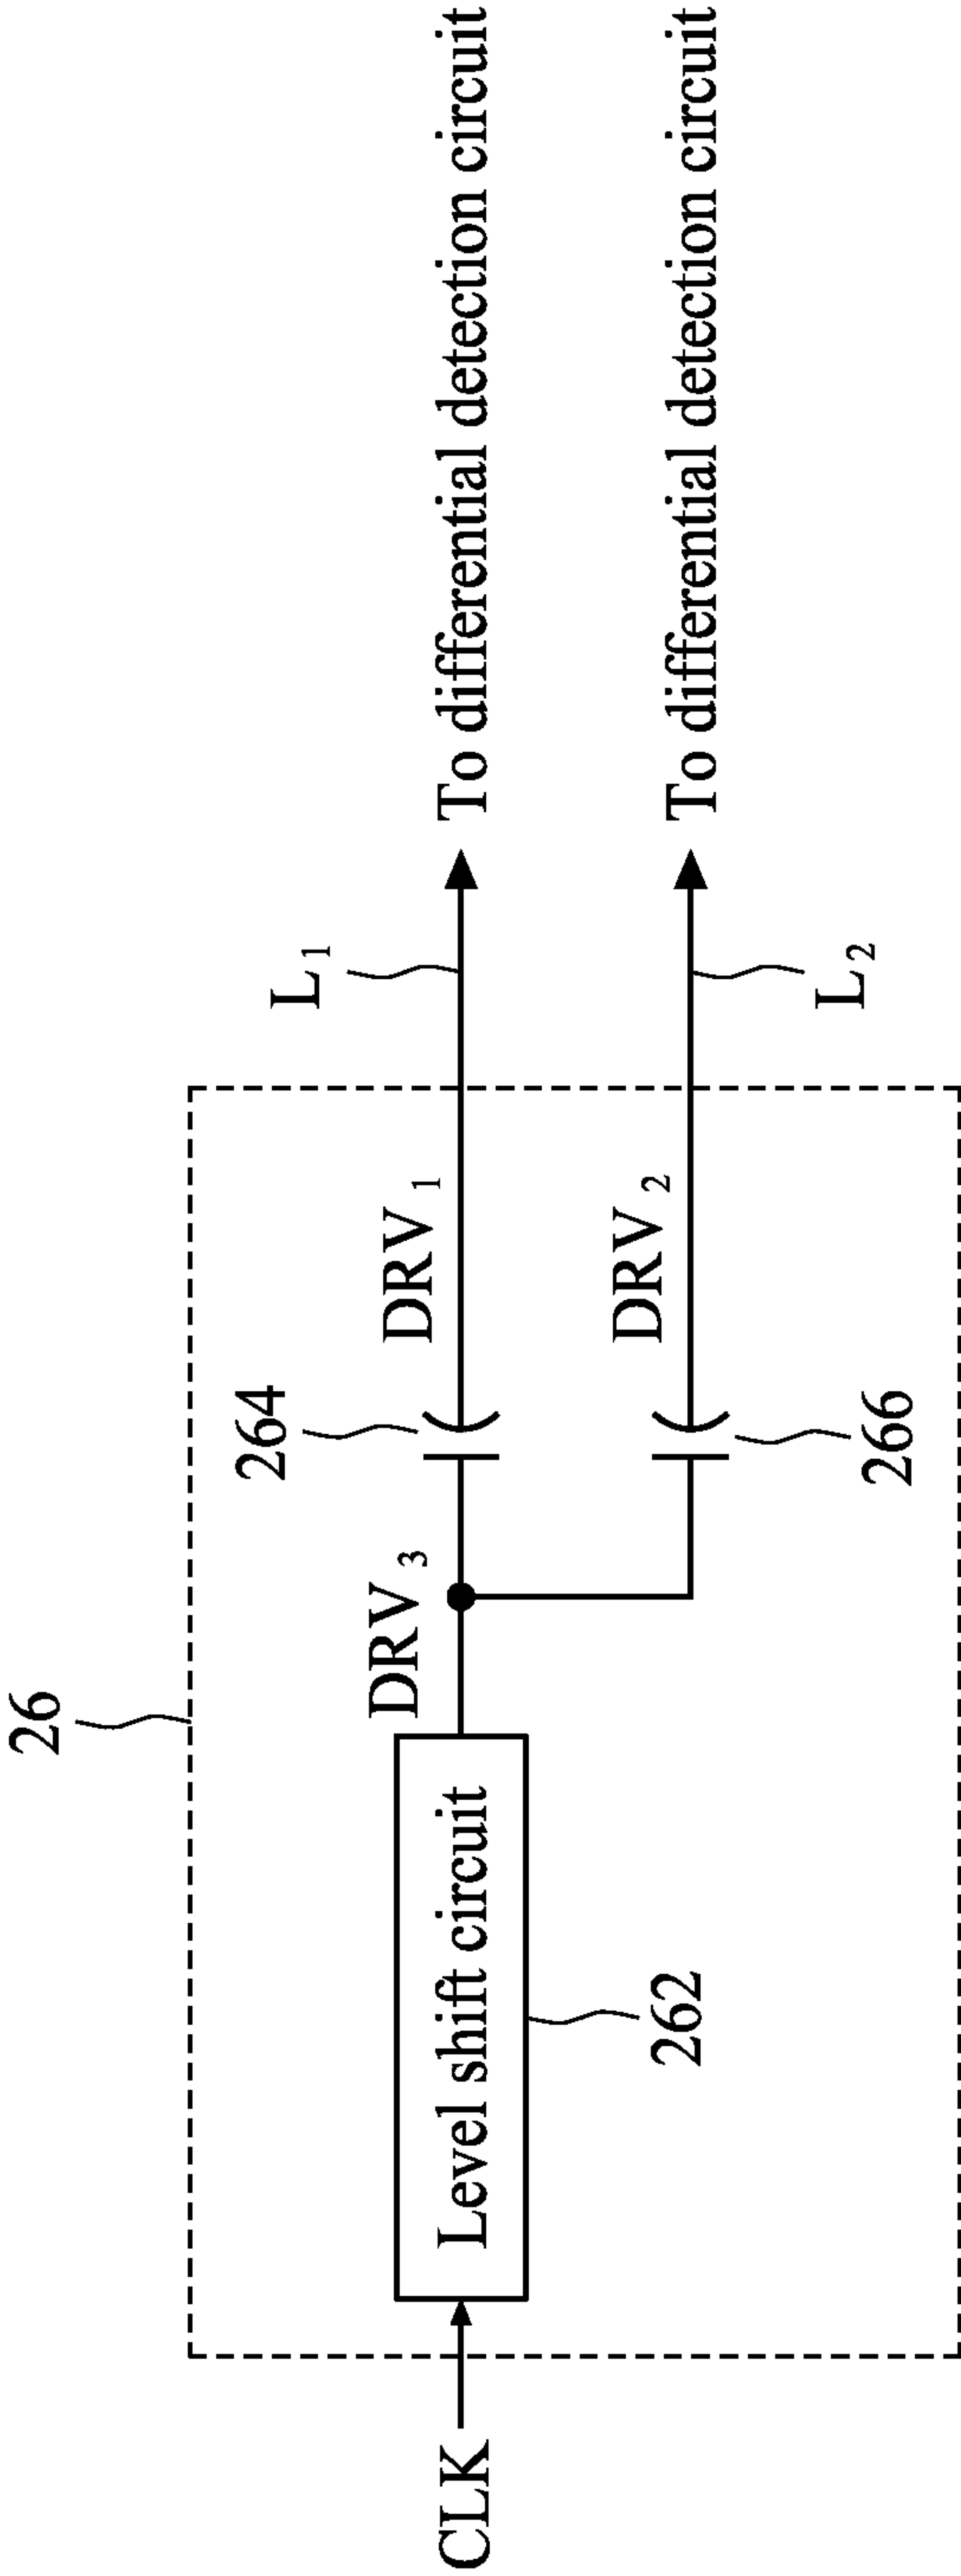 26
CLK
Level shift circuit
262
DRV3
264
266
DRV1
DRV2
L1
L2
To differential detection circuit
To differential detection circuit